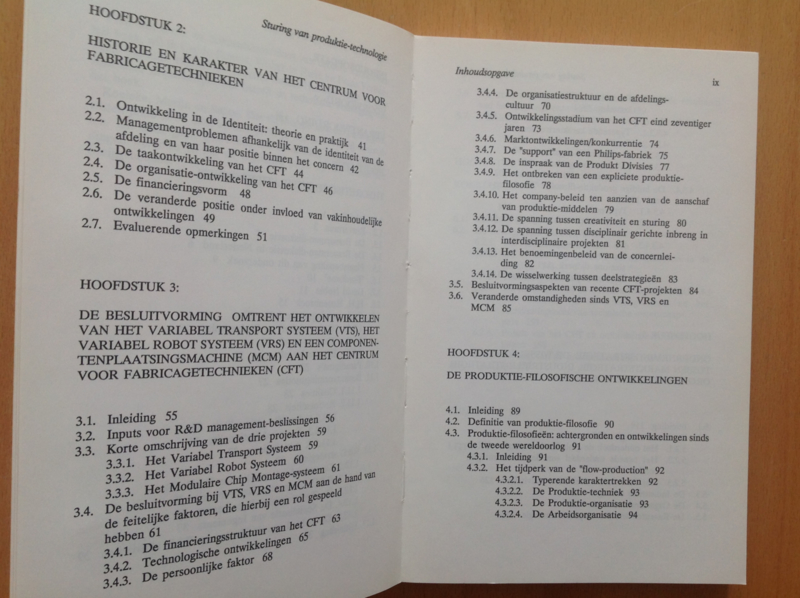 Sturing van produktie-technologie
HOOFDSTUK 2:
HISTORIE EN KARAKTER VAN HET CENTRUM VOOR
FABRICAGETECHNIEKEN
2.1. Ontwikkeling in de Identiteit: theorie en praktijk 41
2.2. Managementproblemen afhankelijk van de identiteit van de
afdeling en van haar positie binnen het concern 42
2.3. De taakontwikkeling van het CFT 44
2.4. De organisatie-ontwikkeling van het CFT 46
2.5. De financieringsvorm 48
2.6. De veranderde positie onder invloed van vakinhoudelijke
ontwikkelingen 49
2.7. Evaluerende opmerkingen 51
HOOFDSTUK 3:
DE BESLUITVORMING OMTRENT HET ONTWIKKELEN
VAN HET VARIABEL TRANSPORT SYSTEEM (VTS), HET
VARIABEL ROBOT SYSTEEM (VRS) EN EEN COMPONEN-
TENPLAATSINGSMACHINE (MCM) AAN HET CENTRUM
VOOR FABRICAGETECHNIEKEN (CFT)
3.1. Inleiding 55
3.2. Inputs voor R&D management-beslissingen 56
3.3. Korte omschrijving van de drie projekten 59
3.3.1. Het Variabel Transport Systeem 59
3.3.2. Het Variabel Robot Systeem 60
3.3.3. Het Modulaire Chip Montage-systeem 61
3.4. De besluitvorming bij VTS, VRS en MCM aan de hand van
de feitelijke faktoren, die hierbij een rol gespeeld
hebben 61
3.4.1. De financieringsstruktuur van het CFT 63
3.4.2. Technologische ontwikkelingen 65
3.4.3. De persoonlijke faktor 68
Inhoudsopgave ix
3.4.4. De organisatiestruktuur en de afdelings-
cultuur 70
3.4.5. Ontwikkelingsstadium van het CFT eind zeventiger
jaren 73
3.4.6. Marktontwikkelingen/konkurrentie 74
3.4.7. De "support" van een Philips-fabriek 75
3.4.8. De inspraak van de Produkt Divisies 77
3.4.9. Het ontbreken van een expliciete produktie-
filosofie 78
3.4.10. Het company-beleid ten aanzien van de aanschaf
van produktie-middelen 79
3.4.11. De spanning tussen creativiteit en sturing 80
3.4.12. De spanning tussen disciplinair gerichte inbreng in
interdisciplinaire projekten 81
3.4.13. Het benoemingenbeleid van de concernlei-
ding 82
3.4.14. De wisselwerking tussen deelstrategieën 83
3.5. Besluitvormingsaspekten van recente CFT-projekten 84
3.6. Veranderde omstandigheden sinds VTS, VRS en
MCM 85
HOOFDSTUK 4:
DE PRODUKTIE-FILOSOFISCHE ONTWIKKELINGEN
4.1. Inleiding 89
4.2. Definitie van produktie-filosofie 90
4.3. Produktie-filosofieën: achtergronden en ontwikkelingen sinds
de tweede wereldoorlog 91
4.3.1. Inleiding 91
4.3.2. Het tijdperk van de "flow-production" 92
4.3.2.1. Typerende karaktertrekken 92
4.3.2.2. De Produktie-techniek 93
4.3.2.3. De Produktie-organisatie 93
4.3.2.4. De Arbeidsorganisatie 94